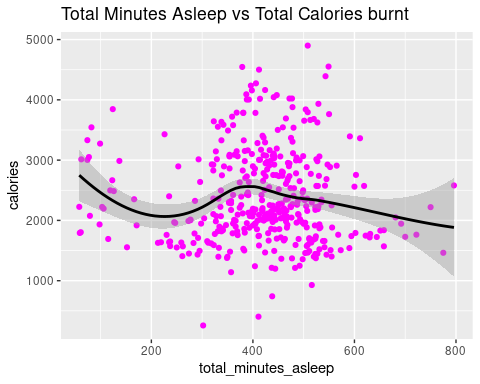 Total Minutes Asleep vs Total Calories burnt
5000
4000
3000
2000
1000
calories
200 400 600 800
total_minutes_asleep